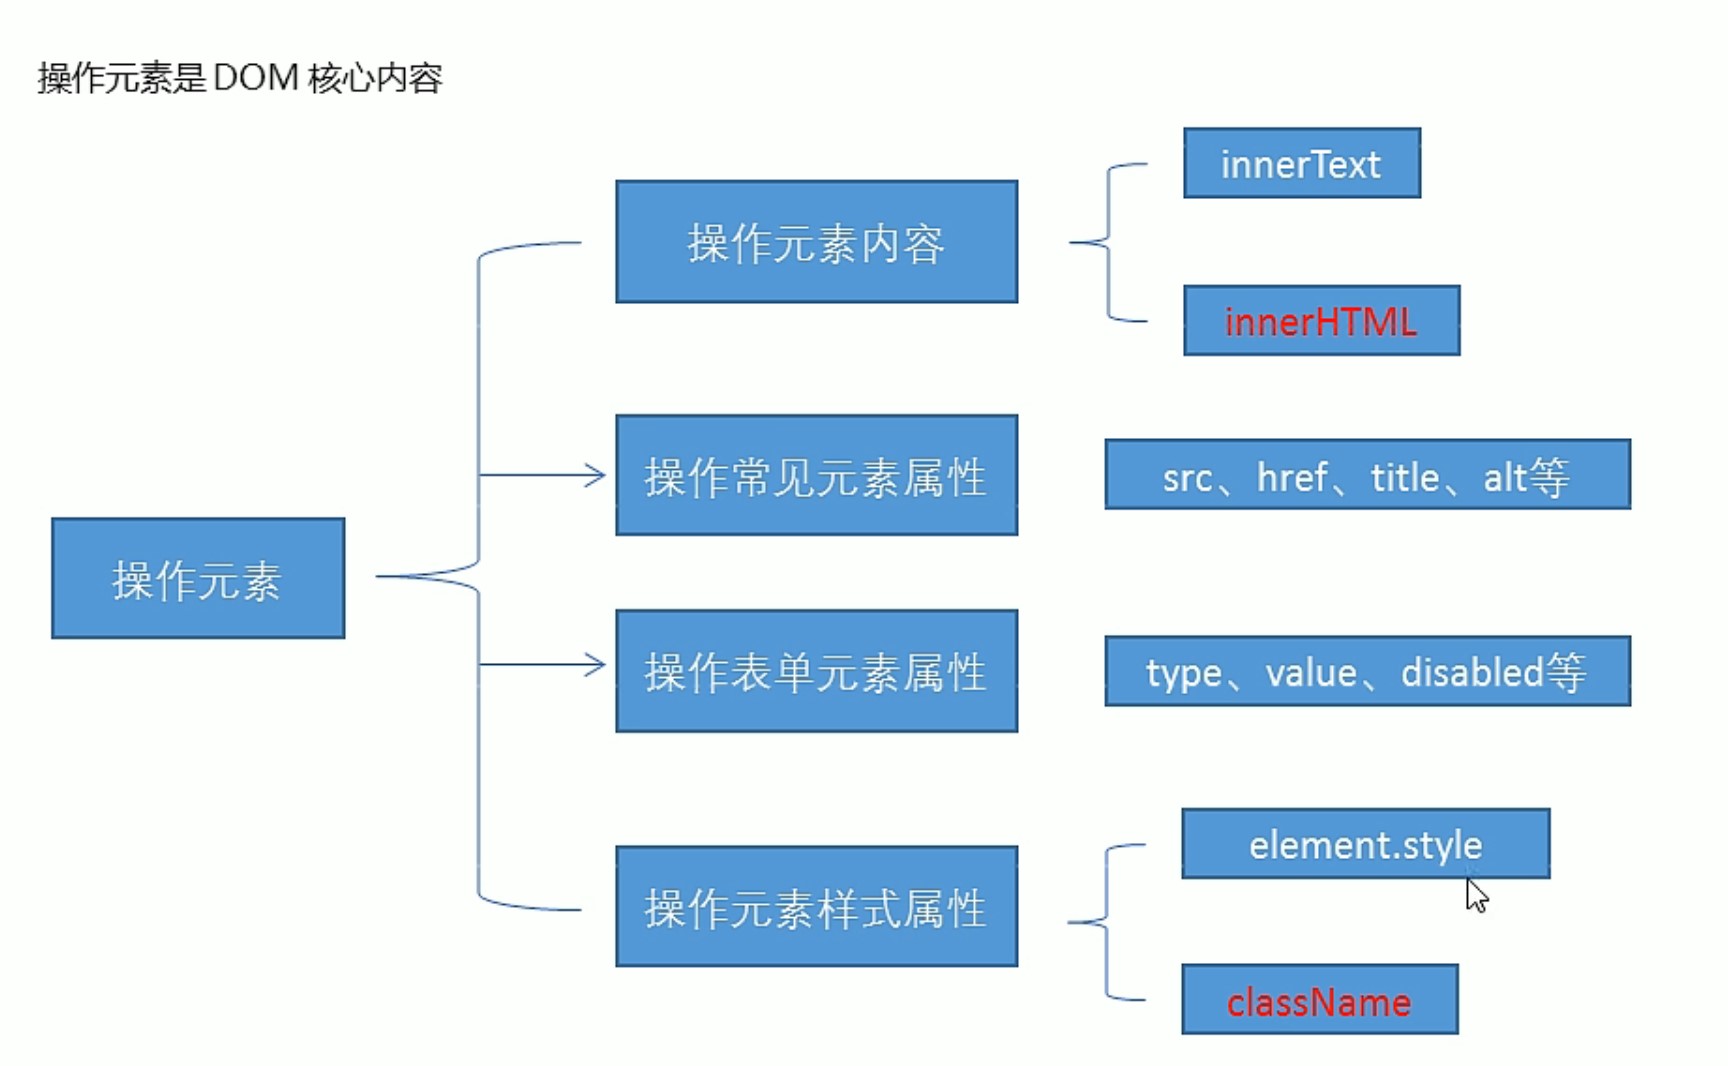 操作元素是 DOM 核心内容
操作元素
操作元素内容
innerText
innerHTML
操作常见元素属性
src、href、title、alt等
操作表单元素属性
type、value、disabled等
操作元素样式属性
element.style
className